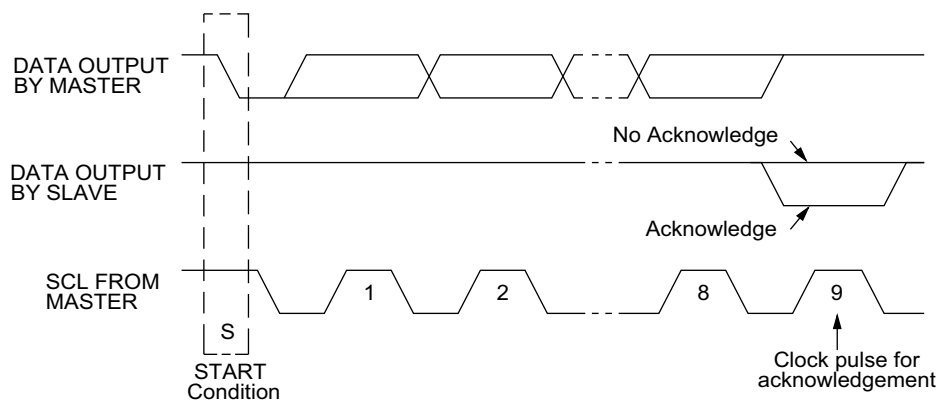 DATA OUTPUT
BY MASTER
No Acknowledge
DATA OUTPUT
BY SLAVE
Acknowledge
SCL FROM
MASTER
1
2
8
9
S
START
Condition
Clock pulse for
acknowledgement